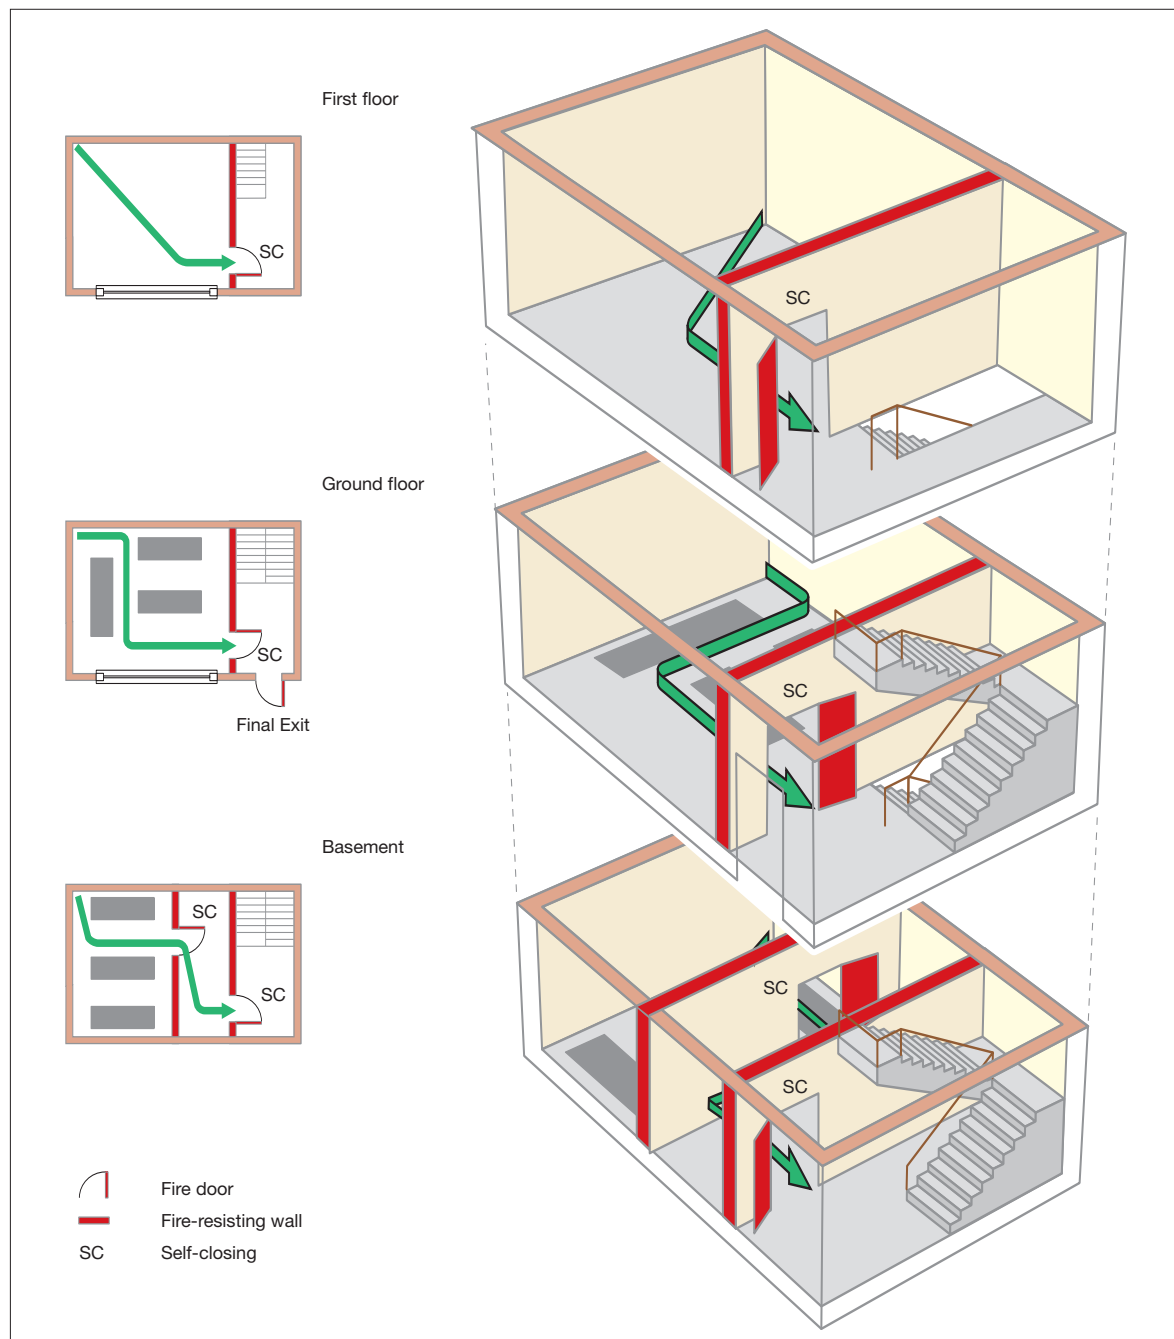 First floor
SC
SC
Ground floor
SC
SC
Final Exit
Basement
SC
SC
SC
SC
Fire door
Fire-resisting wall
SC Self-closing